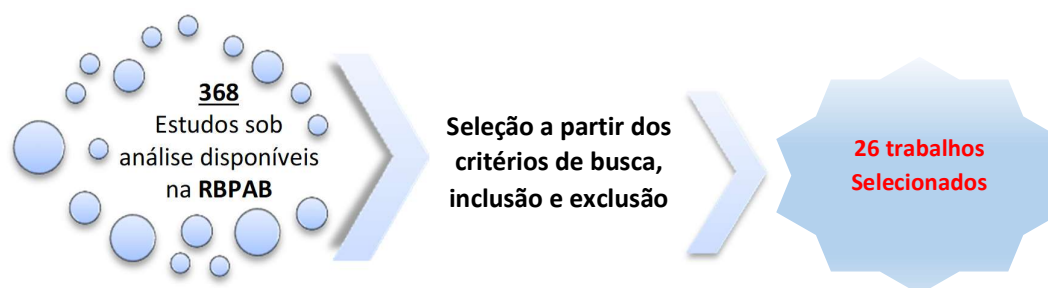 368
Estudos sob
análise disponíveis
na RBPAB
Seleção a partir dos
critérios de busca,
inclusão e exclusão
26 trabalhos
Selecionados